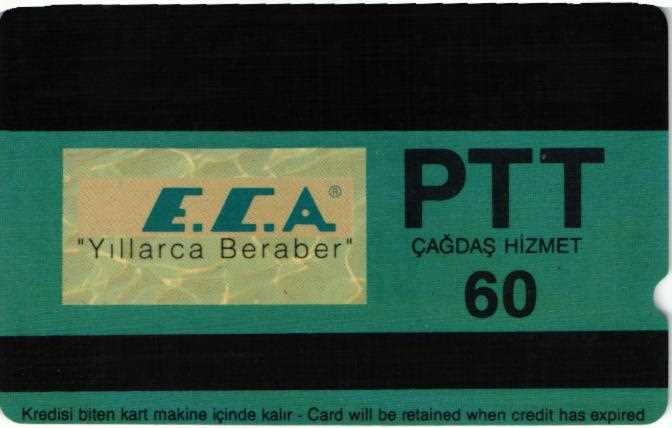 E.C.A.®
"Yıllarca Beraber"
PTT
ÇAĞDAŞ HİZMET
60
Kredisi biten kart makine içinde kalır - Card will be retained when credit has expired